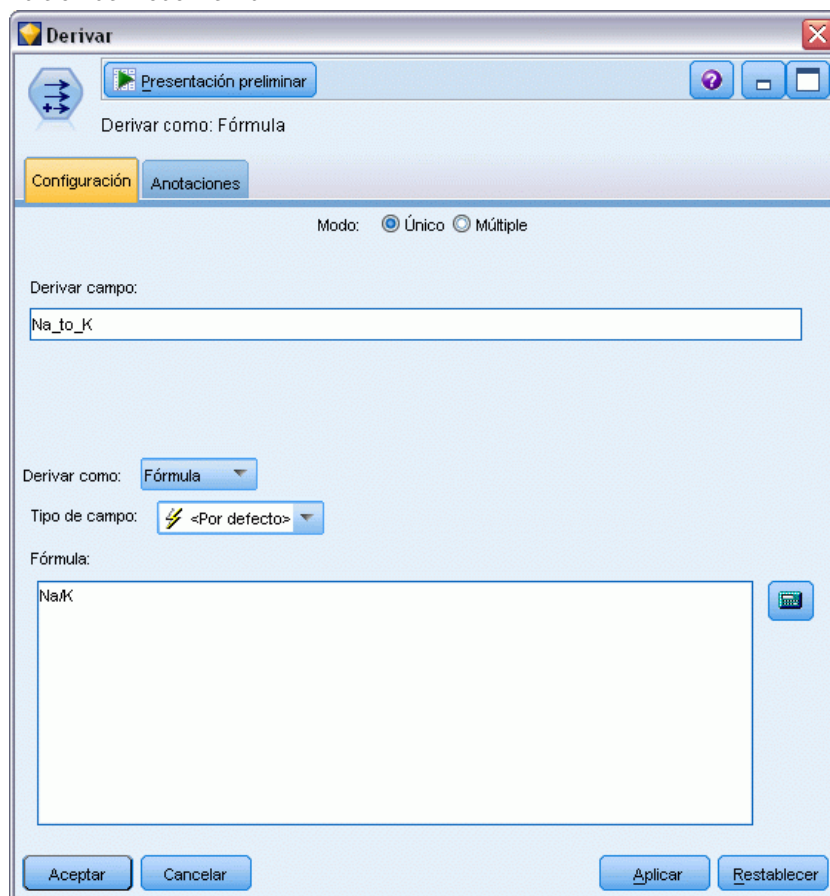 Derivar
Presentación preliminar
Derivar como: Fórmula
Configuración Anotaciones
Modo: Único Múltiple
Derivar campo:
Na_to_K
Derivar como: Fórmula
Tipo de campo: <Por defecto>
Fórmula:
Na/K
Aceptar Cancelar Aplicar Restablecer